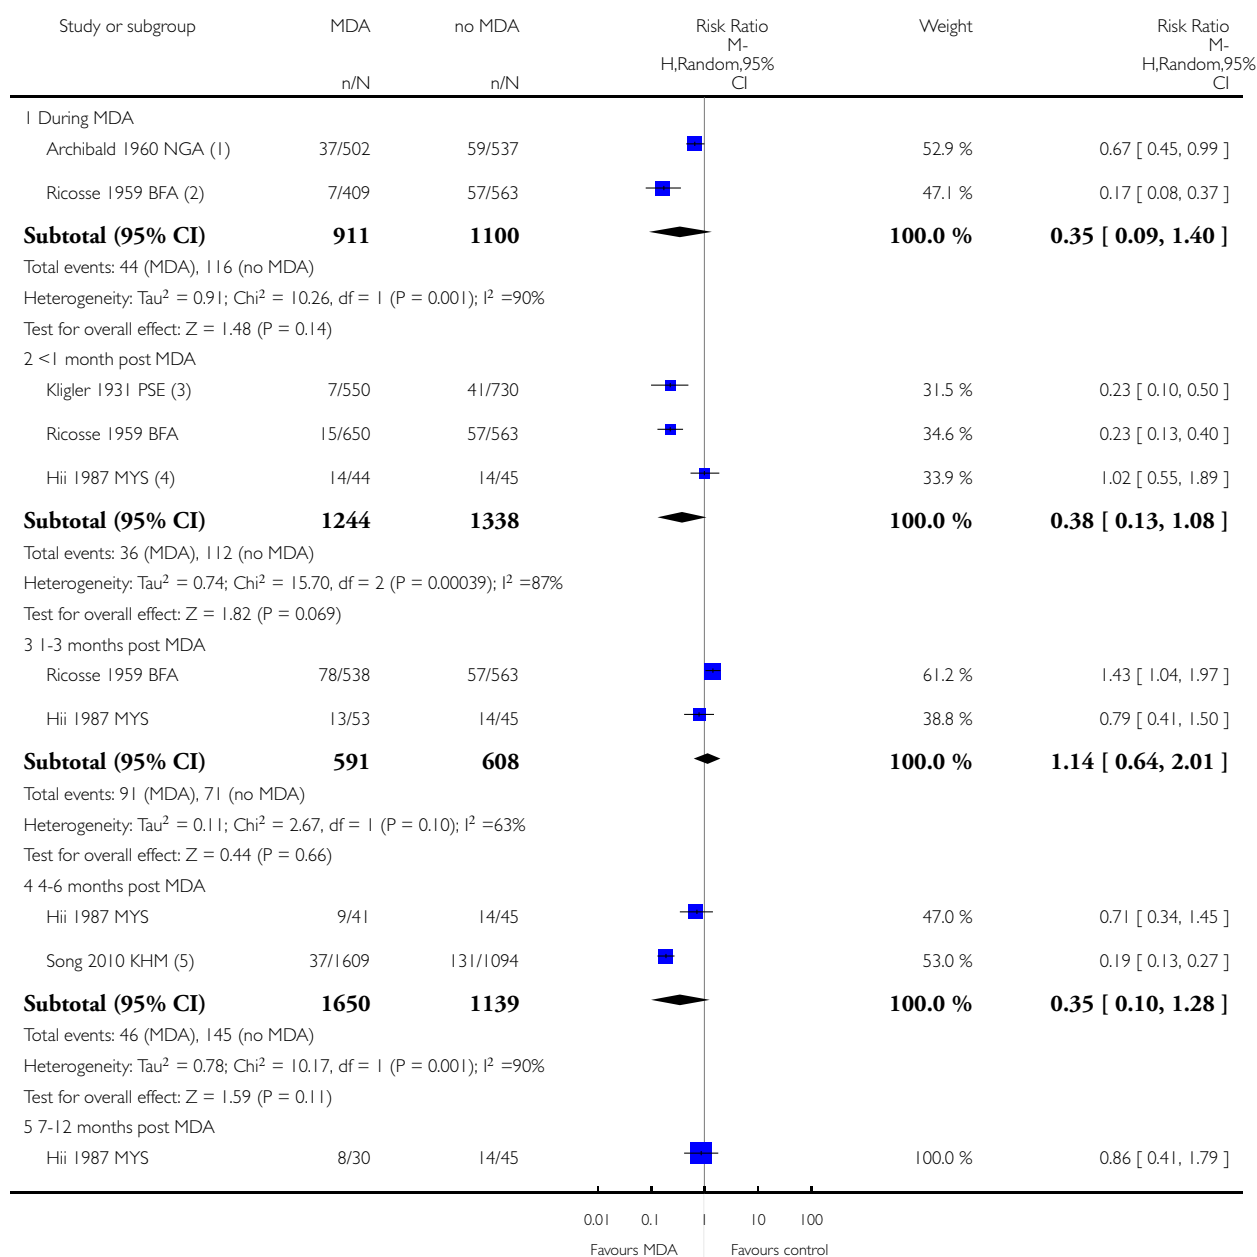 Study or subgroup MDA no MDA Risk Ratio Weight Risk Ratio
M- M-
H,Random,95% H,Random,95%
n/N n/N CI CI
1 During MDA
Archibald 1960 NGA (1) 37/502 59/537 52.9 % 0.67 [ 0.45, 0.99 ]
Ricosse 1959 BFA (2) 7/409 57/563 47.1 % 0.17 [ 0.08, 0.37 ]
Subtotal (95% CI) 911 1100 100.0 % 0.35 [ 0.09, 1.40 ]
Total events: 44 (MDA), 116 (no MDA)
Heterogeneity: Tau² = 0.91; Chi² = 10.26, df = 1 (P = 0.001); I² =90%
Test for overall effect: Z = 1.48 (P = 0.14)
2 <1 month post MDA
Kligler 1931 PSE (3) 7/550 41/730 31.5 % 0.23 [ 0.10, 0.50 ]
Ricosse 1959 BFA 15/650 57/563 34.6 % 0.23 [ 0.13, 0.40 ]
Hii 1987 MYS (4) 14/44 14/45 33.9 % 1.02 [ 0.55, 1.89 ]
Subtotal (95% CI) 1244 1338 100.0 % 0.38 [ 0.13, 1.08 ]
Total events: 36 (MDA), 112 (no MDA)
Heterogeneity: Tau² = 0.74; Chi² = 15.70, df = 2 (P = 0.00039); I² =87%
Test for overall effect: Z = 1.82 (P = 0.069)
3 1-3 months post MDA
Ricosse 1959 BFA 78/538 57/563 61.2 % 1.43 [ 1.04, 1.97 ]
Hii 1987 MYS 13/53 14/45 38.8 % 0.79 [ 0.41, 1.50 ]
Subtotal (95% CI) 591 608 100.0 % 1.14 [ 0.64, 2.01 ]
Total events: 91 (MDA), 71 (no MDA)
Heterogeneity: Tau² = 0.11; Chi² = 2.67, df = 1 (P = 0.10); I² =63%
Test for overall effect: Z = 0.44 (P = 0.66)
4 4-6 months post MDA
Hii 1987 MYS 9/41 14/45 47.0 % 0.71 [ 0.34, 1.45 ]
Song 2010 KHM (5) 37/1609 131/1094 53.0 % 0.19 [ 0.13, 0.27 ]
Subtotal (95% CI) 1650 1139 100.0 % 0.35 [ 0.10, 1.28 ]
Total events: 46 (MDA), 145 (no MDA)
Heterogeneity: Tau² = 0.78; Chi² = 10.17, df = 1 (P = 0.001); I² =90%
Test for overall effect: Z = 1.59 (P = 0.11)
5 7-12 months post MDA
Hii 1987 MYS 8/30 14/45 100.0 % 0.86 [ 0.41, 1.79 ]
0.01 0.1 1 10 100
Favours MDA Favours control